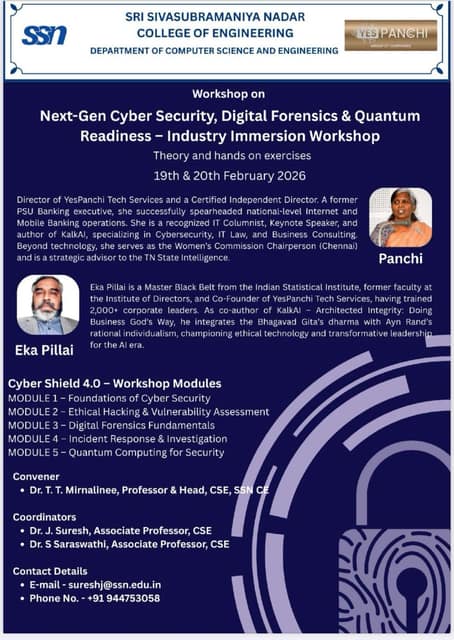 ssn
SRI SIVASUBRAMANIYA NADAR
COLLEGE OF ENGINEERING
DEPARTMENT OF COMPUTER SCIENCE AND ENGINEERING
YES PANCHI
GROUP OF COMPANIES
Workshop on
Next-Gen Cyber Security, Digital Forensics & Quantum
Readiness – Industry Immersion Workshop
Theory and hands on exercises
19th & 20th February 2026
Director of YesPanchi Tech Services and a Certified Independent Director. A former
PSU Banking executive, she successfully spearheaded national-level Internet and
Mobile Banking operations. She is a recognized IT Columnist, Keynote Speaker, and
author of KalkAI, specializing in Cybersecurity, IT Law, and Business Consulting.
Beyond technology, she serves as the Women's Commission Chairperson (Chennai)
and is a strategic advisor to the TN State Intelligence.
Panchi
Eka Pillai is a Master Black Belt from the Indian Statistical Institute, former faculty at
the Institute of Directors, and Co-Founder of YesPanchi Tech Services, having trained
2,000+ corporate leaders. As co-author of KalkAI – Architected Integrity: Doing
Business God's Way, he integrates the Bhagavad Gita's dharma with Ayn Rand's
rational individualism, championing ethical technology and transformative leadership
for the AI era.
Eka Pillai
Cyber Shield 4.0 – Workshop Modules
MODULE 1 – Foundations of Cyber Security
MODULE 2 – Ethical Hacking & Vulnerability Assessment
MODULE 3 – Digital Forensics Fundamentals
MODULE 4 – Incident Response & Investigation
MODULE 5 – Quantum Computing for Security
Convener
• Dr. T. T. Mirnalinee, Professor & Head, CSE, SSN CE
Coordinators
• Dr. J. Suresh, Associate Professor, CSE
• Dr. S Saraswathi, Associate Professor, CSE
Contact Details
• E-mail - sureshj@ssn.edu.in
• Phone No. - +91 944753058